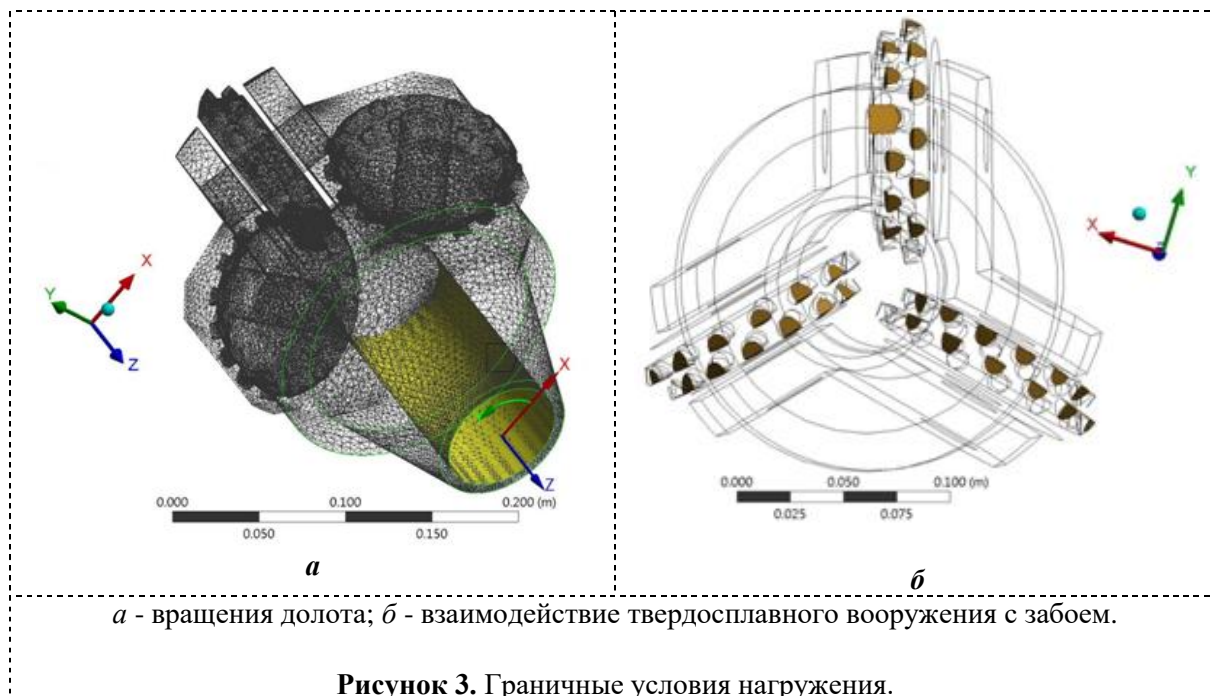 Y
X
Z
X
Z
0.000 0.100 0.200 (m)
0.050 0.150
а
Y
X
0.000 0.050 0.100 (m)
0.025 0.075
б
а - вращения долота; б - взаимодействие твердосплавного вооружения с забоем.
Рисунок 3. Граничные условия нагружения.